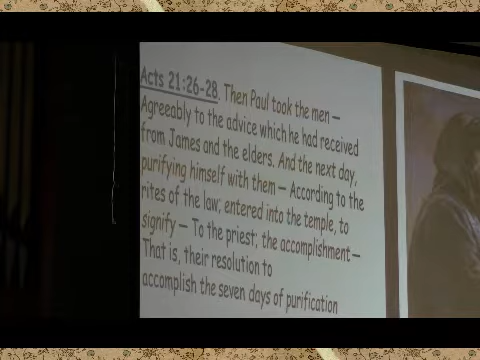 Acts 21:26-28. Then Paul took the men –
Agreeably to the advice which he had received
from James and the elders. And the next day,
purifying himself with them – According to the
rites of the law; entered into the temple, to
signify – To the priest; the accomplishment –
That is, their resolution to
accomplish the seven days of purification